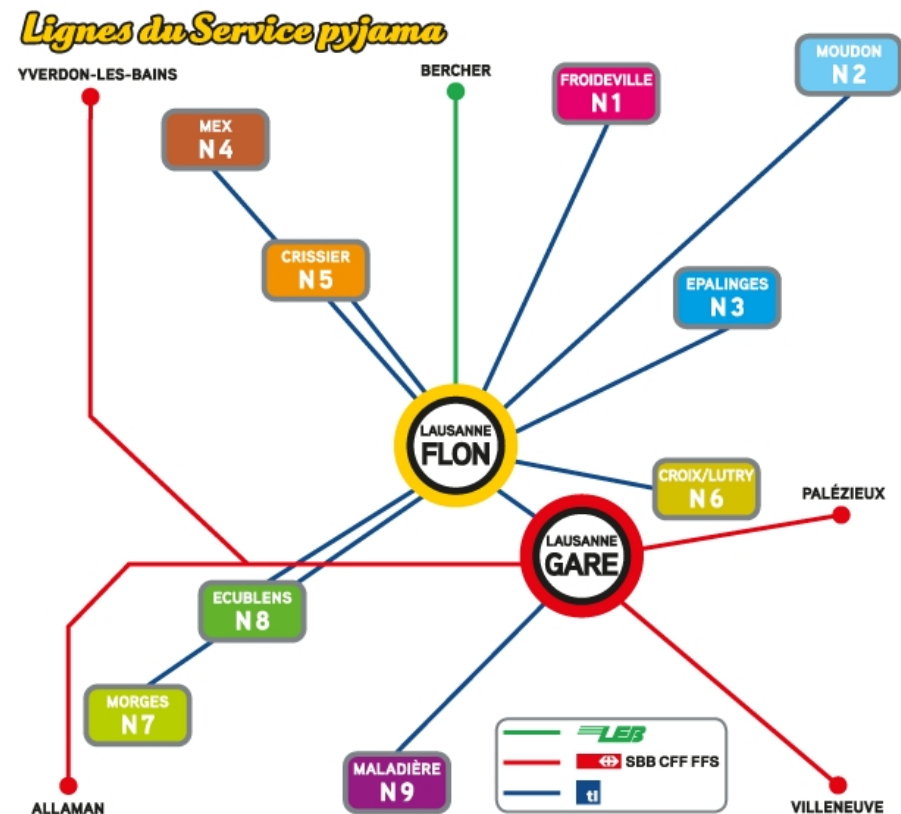 Lignes du Service pyjama
YVERDON-LES-BAINS
BERCHER
FROIDEVILLE
N1
MOUDON
N2
MEX
N4
CRISSIER
N5
EPALINGES
N3
LAUSANNE
FLON
CROIX/LUTRY
N6
PALÉZIEUX
LAUSANNE
GARE
ECUBLENS
N8
MORGES
N7
MALADIÈRE
N9
LEB
SBB CFF FFS
tl
ALLAMAN
VILLENEUVE